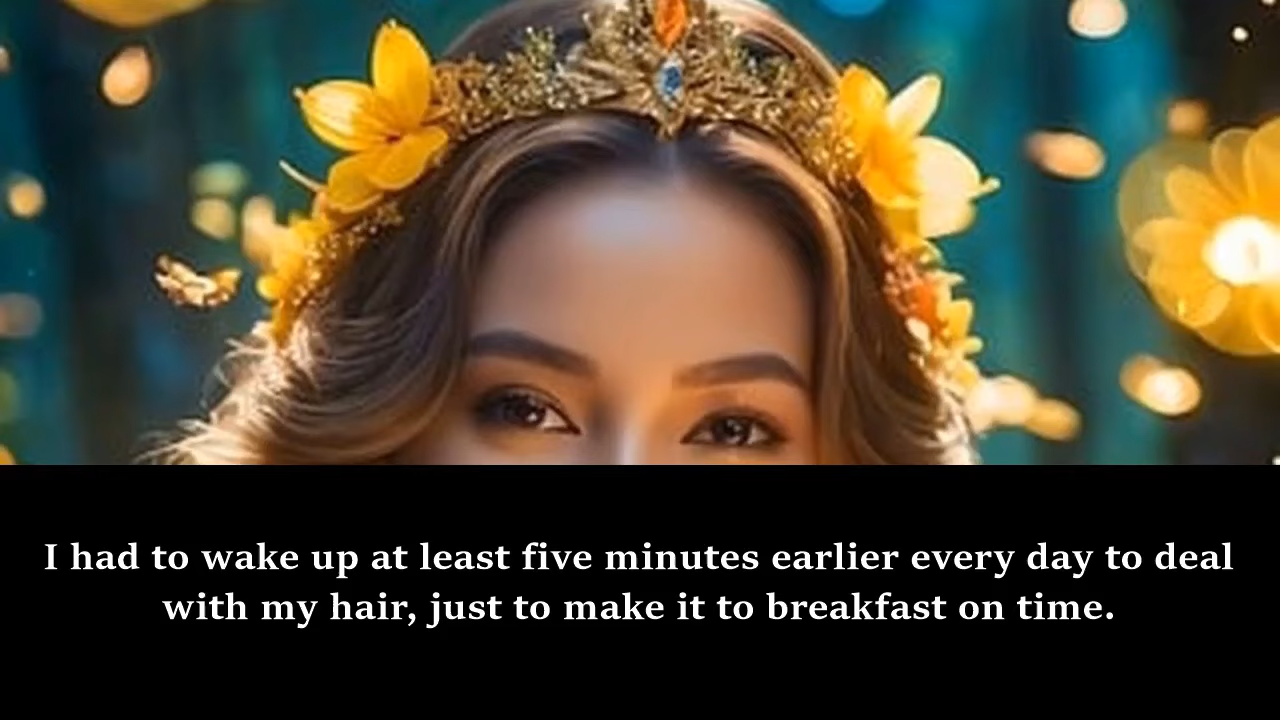 I had to wake up at least five minutes earlier every day to deal
with my hair, just to make it to breakfast on time.